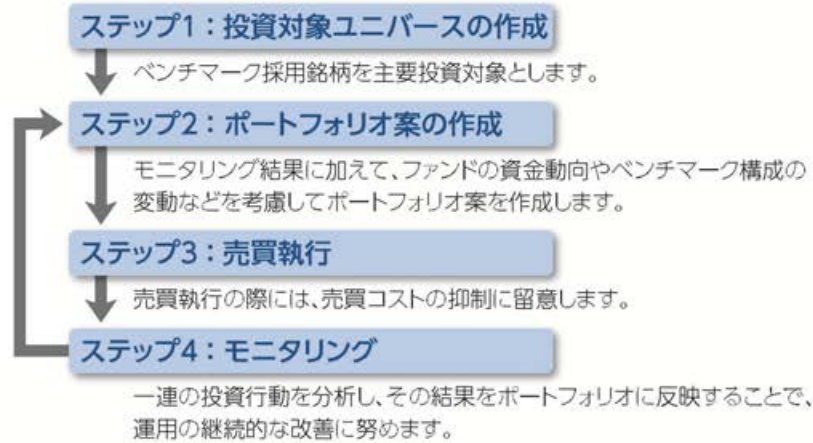 ステップ1：投資対象ユニバースの作成
ベンチマーク採用銘柄を主要投資対象とします。
ステップ2：ポートフォリオ案の作成
モニタリング結果に加えて、ファンドの資金動向やベンチマーク構成の
変動などを考慮してポートフォリオ案を作成します。
ステップ3：売買執行
売買執行の際には、売買コストの抑制に留意します。
ステップ4：モニタリング
一連の投資行動を分析し、その結果をポートフォリオに反映することで、
運用の継続的な改善に努めます。